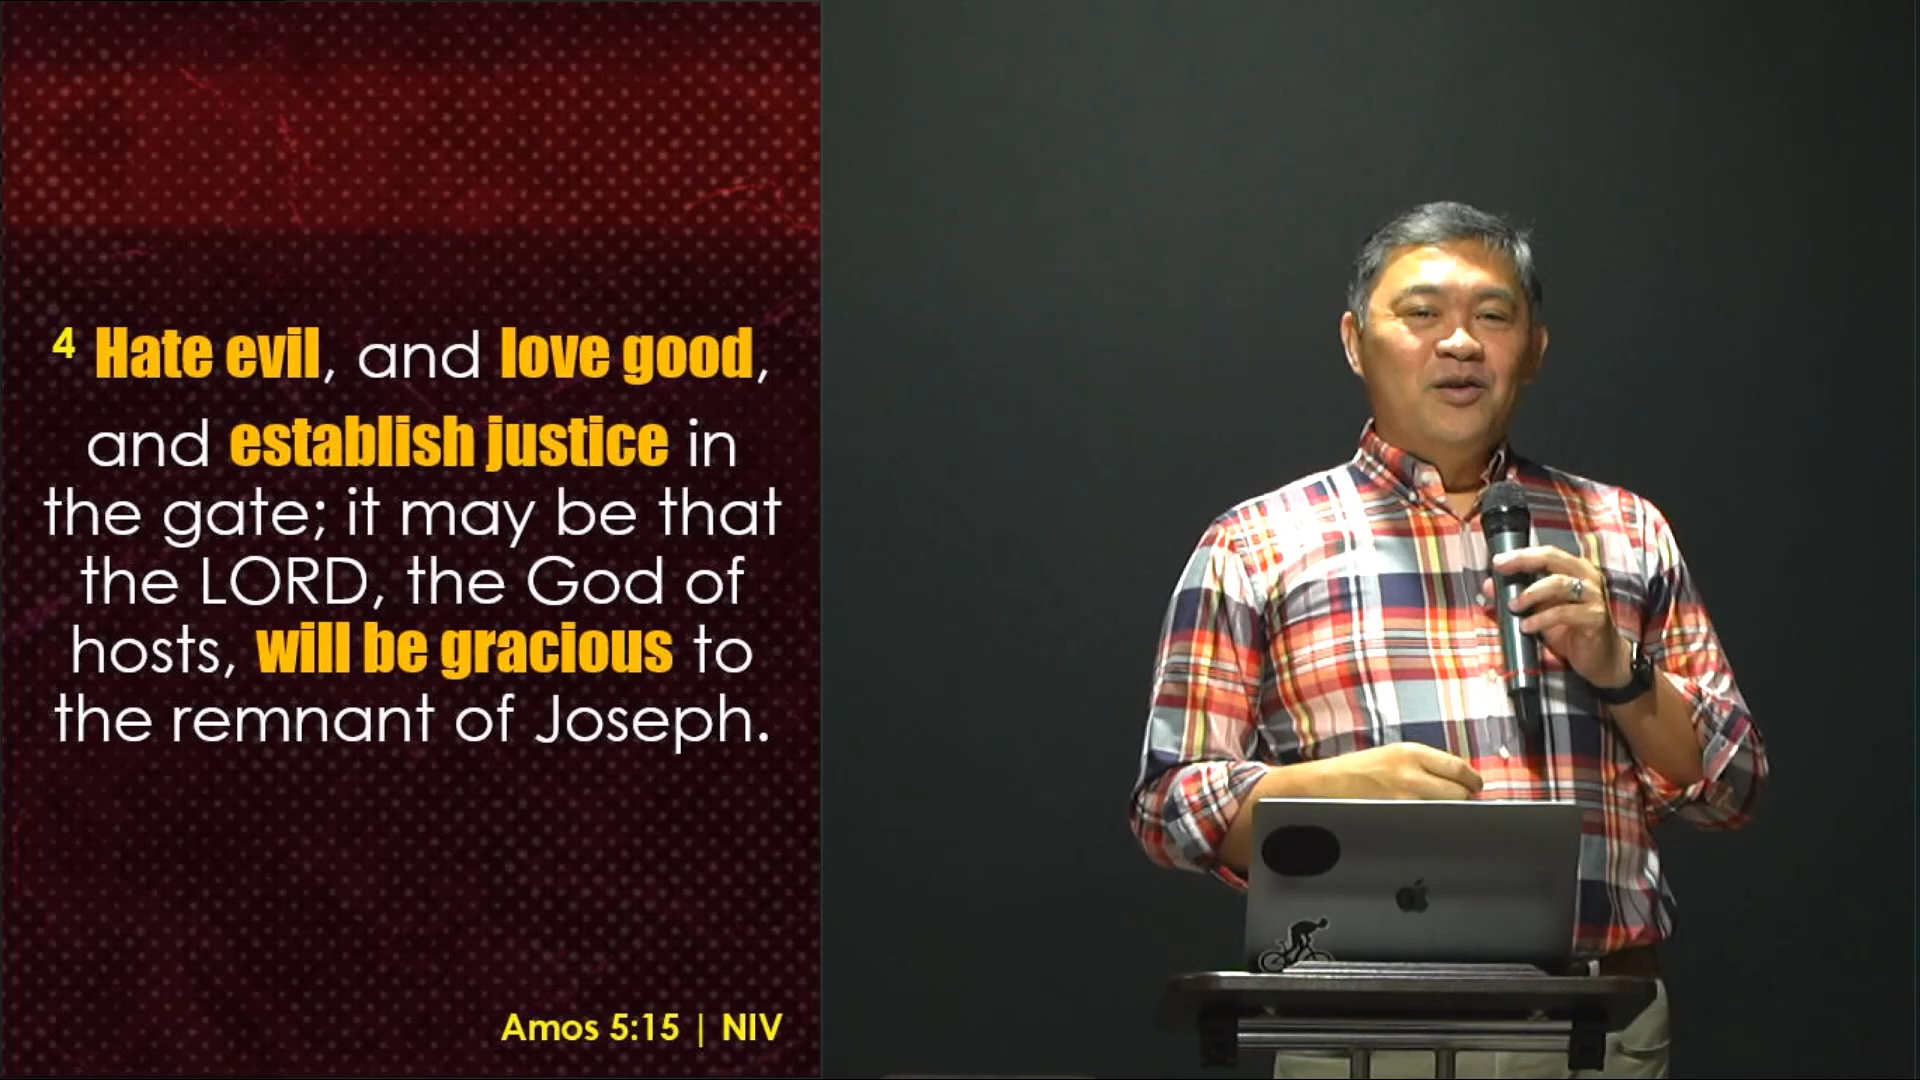 4 Hate evil, and love good,
and establish justice in
the gate; it may be that
the LORD, the God of
hosts, will be gracious to
the remnant of Joseph.
Amos 5:15 | NIV